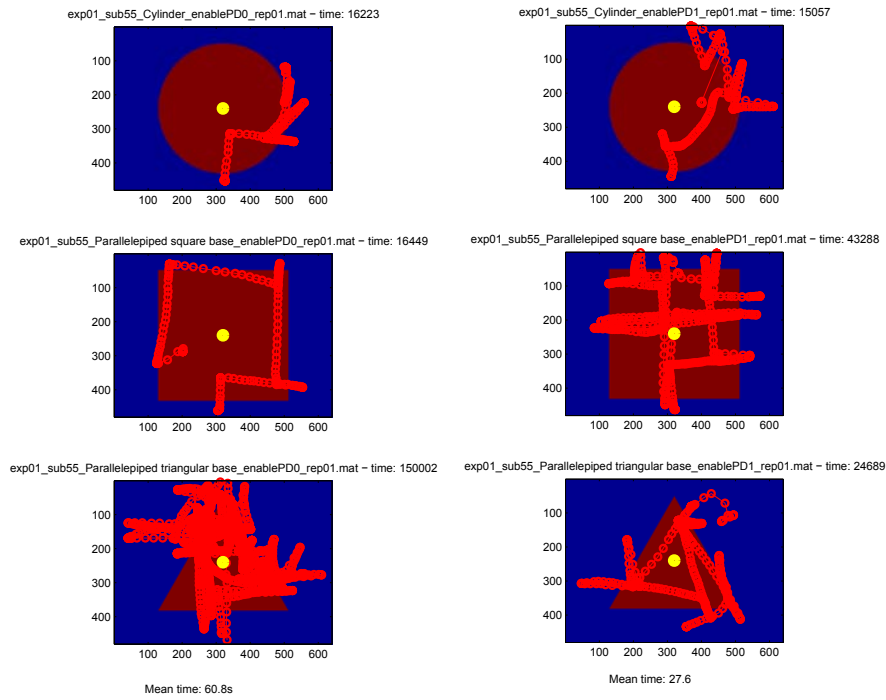 exp01_sub55_Cylinder_enablePD0_rep01.mat − time: 16223
100
200
300
400
100 200 300 400 500 600
exp01_sub55_Cylinder_enablePD1_rep01.mat − time: 15057
100
200
300
400
100 200 300 400 500 600
exp01_sub55_Parallelepiped square base_enablePD0_rep01.mat − time: 16449
100
200
300
400
100 200 300 400 500 600
exp01_sub55_Parallelepiped square base_enablePD1_rep01.mat − time: 43288
100
200
300
400
100 200 300 400 500 600
exp01_sub55_Parallelepiped triangular base_enablePD0_rep01.mat − time: 150002
100
200
300
400
100 200 300 400 500 600
Mean time: 60.8s
exp01_sub55_Parallelepiped triangular base_enablePD1_rep01.mat − time: 24689
100
200
300
400
100 200 300 400 500 600
Mean time: 27.6